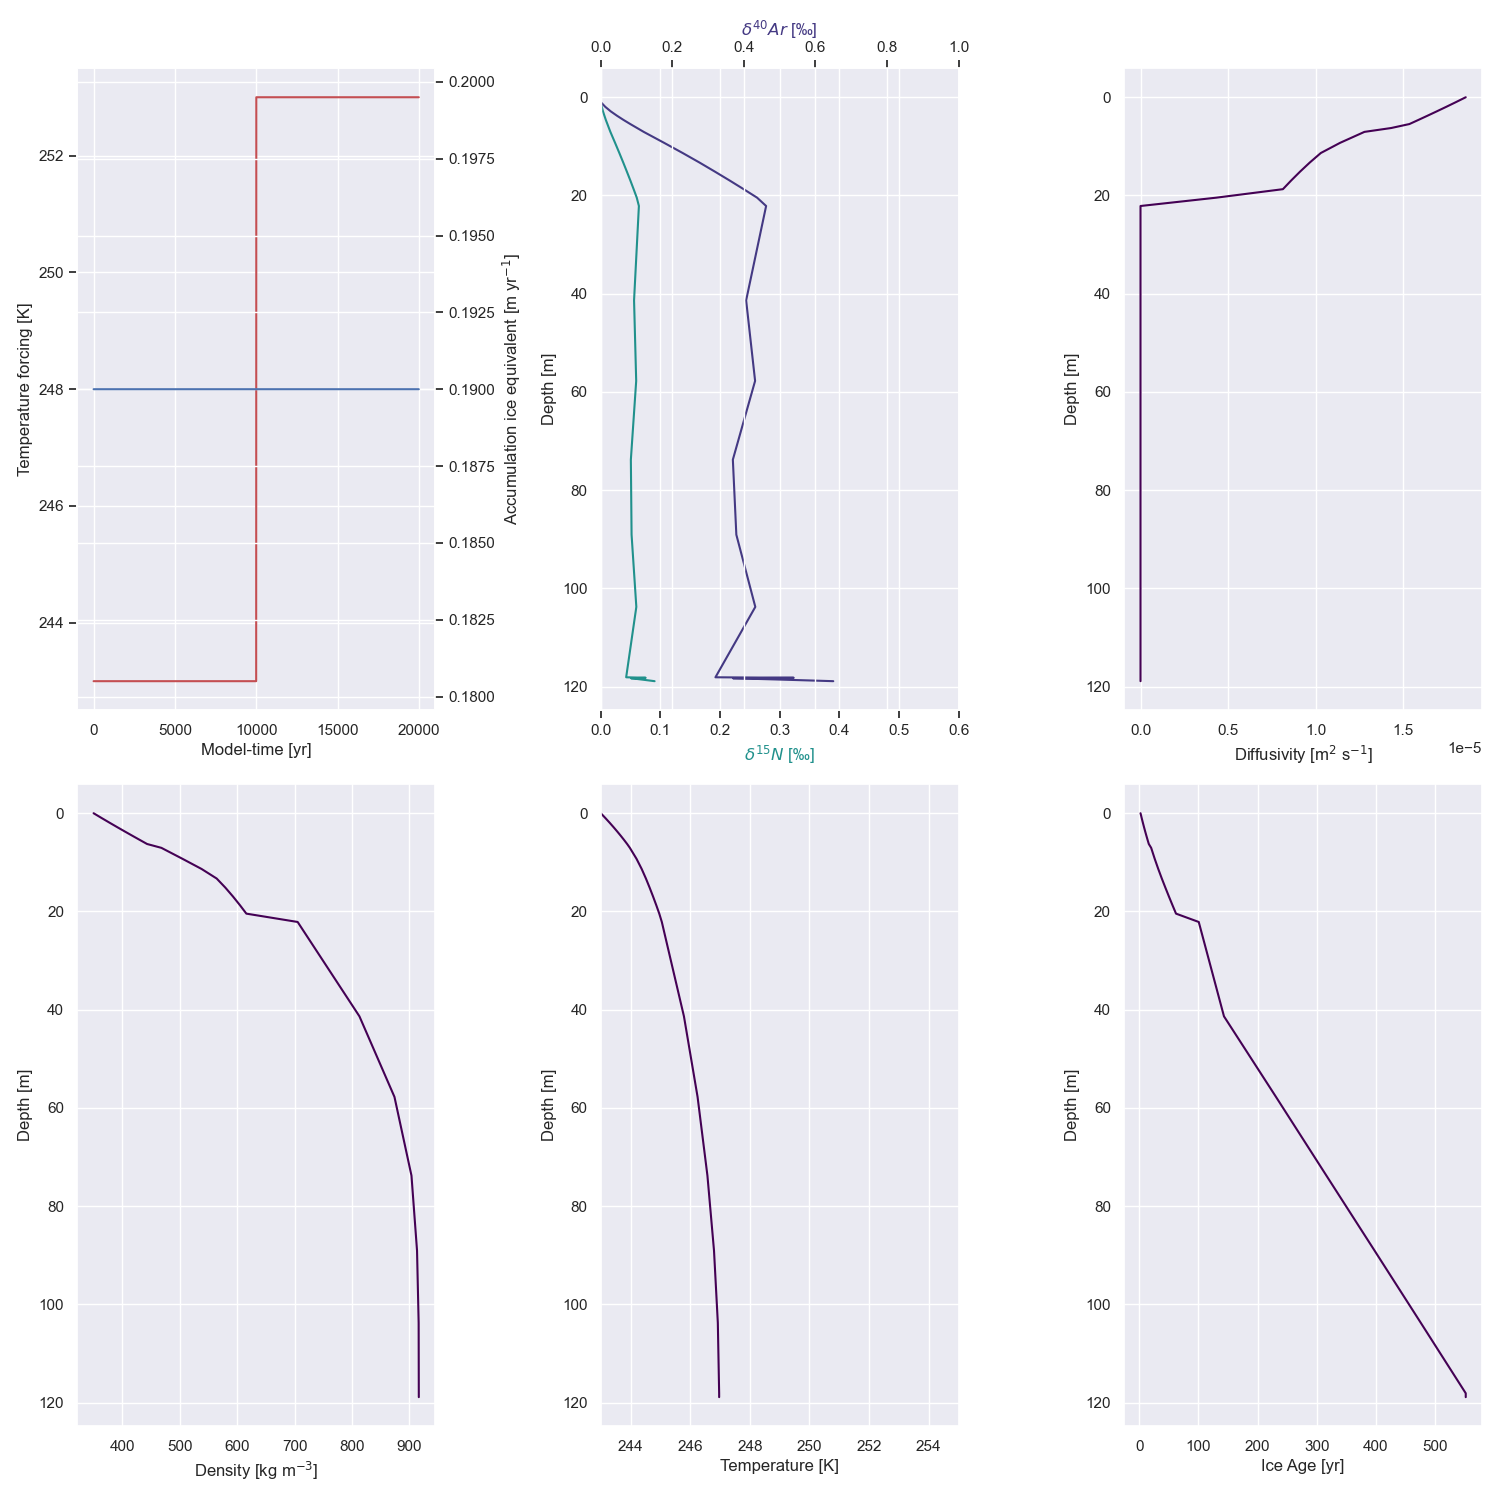 252
250
248
246
244
Temperature forcing [K]
0 5000 10000 15000 20000
Model-time [yr]
0.2000
0.1975
0.1950
0.1925
0.1900
0.1875
0.1850
0.1825
0.1800
Accumulation ice equivalent [m yr⁻¹]
δ⁴⁰Ar [‰]
0.0 0.2 0.4 0.6 0.8 1.0
0
20
40
60
80
100
120
Depth [m]
0.0 0.1 0.2 0.3 0.4 0.5 0.6
δ¹⁵N [‰]
0
20
40
60
80
100
120
Depth [m]
0.0 0.5 1.0 1.5
1e−5
Diffusivity [m² s⁻¹]
0
20
40
60
80
100
120
Depth [m]
400 500 600 700 800 900
Density [kg m⁻³]
0
20
40
60
80
100
120
Depth [m]
244 246 248 250 252 254
Temperature [K]
0
20
40
60
80
100
120
Depth [m]
0 100 200 300 400 500
Ice Age [yr]